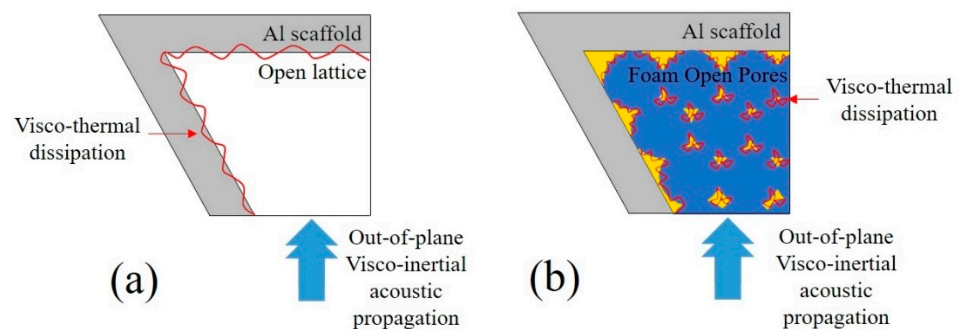 Al scaffold
Open lattice
Visco-thermal
dissipation
Out-of-plane
Visco-inertial
acoustic
propagation
(a)
Al scaffold
Foam Open Pores
Visco-thermal
dissipation
Out-of-plane
Visco-inertial
acoustic
propagation
(b)